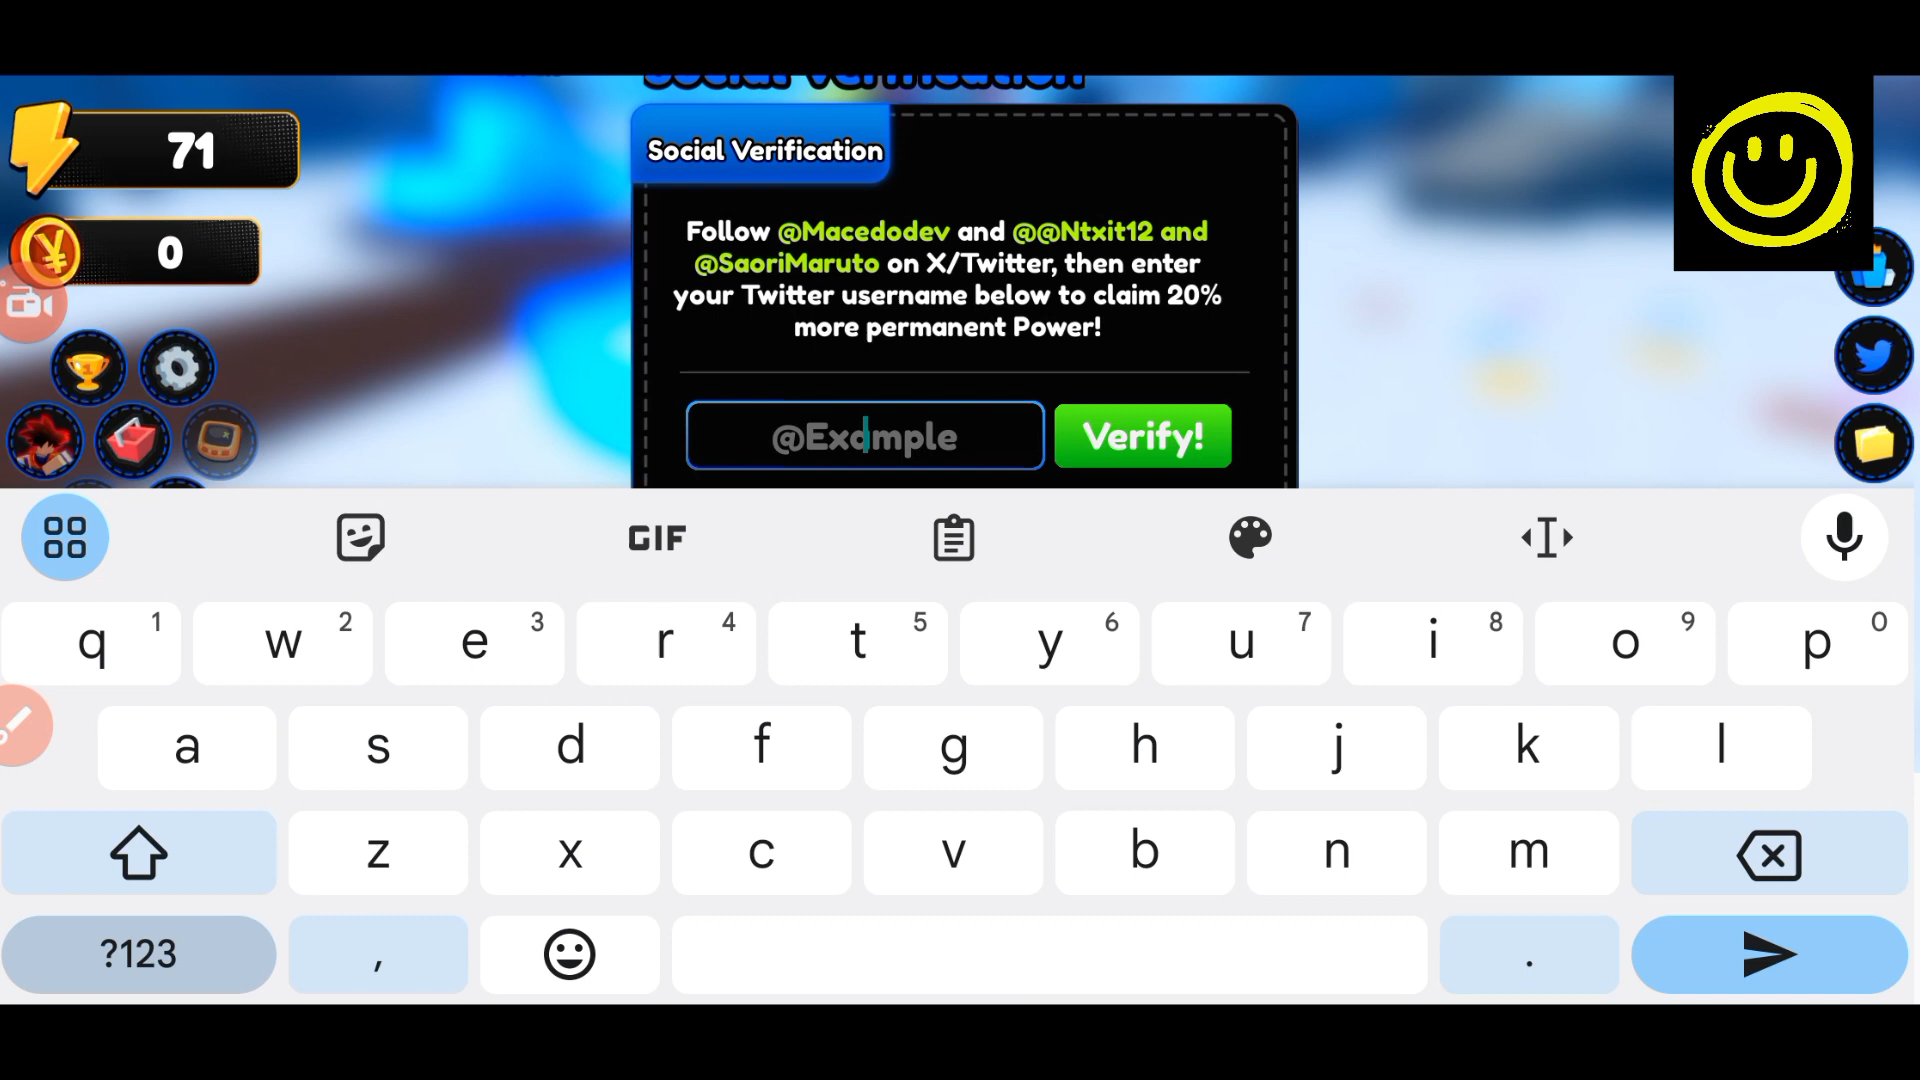 Social Verification
71
Social Verification
Follow @Macedodev and @@Ntxit12 and
@SaoriMaruto on X/Twitter, then enter
your Twitter username below to claim 20%
more permanent Power!
0
@Example
Verify!
GIF
q 1 w 2 e 3 r 4 t 5 y 6 u 7 i 8 o 9 p 0
a s d f g h j k l
z x c v b n m
?123 , .